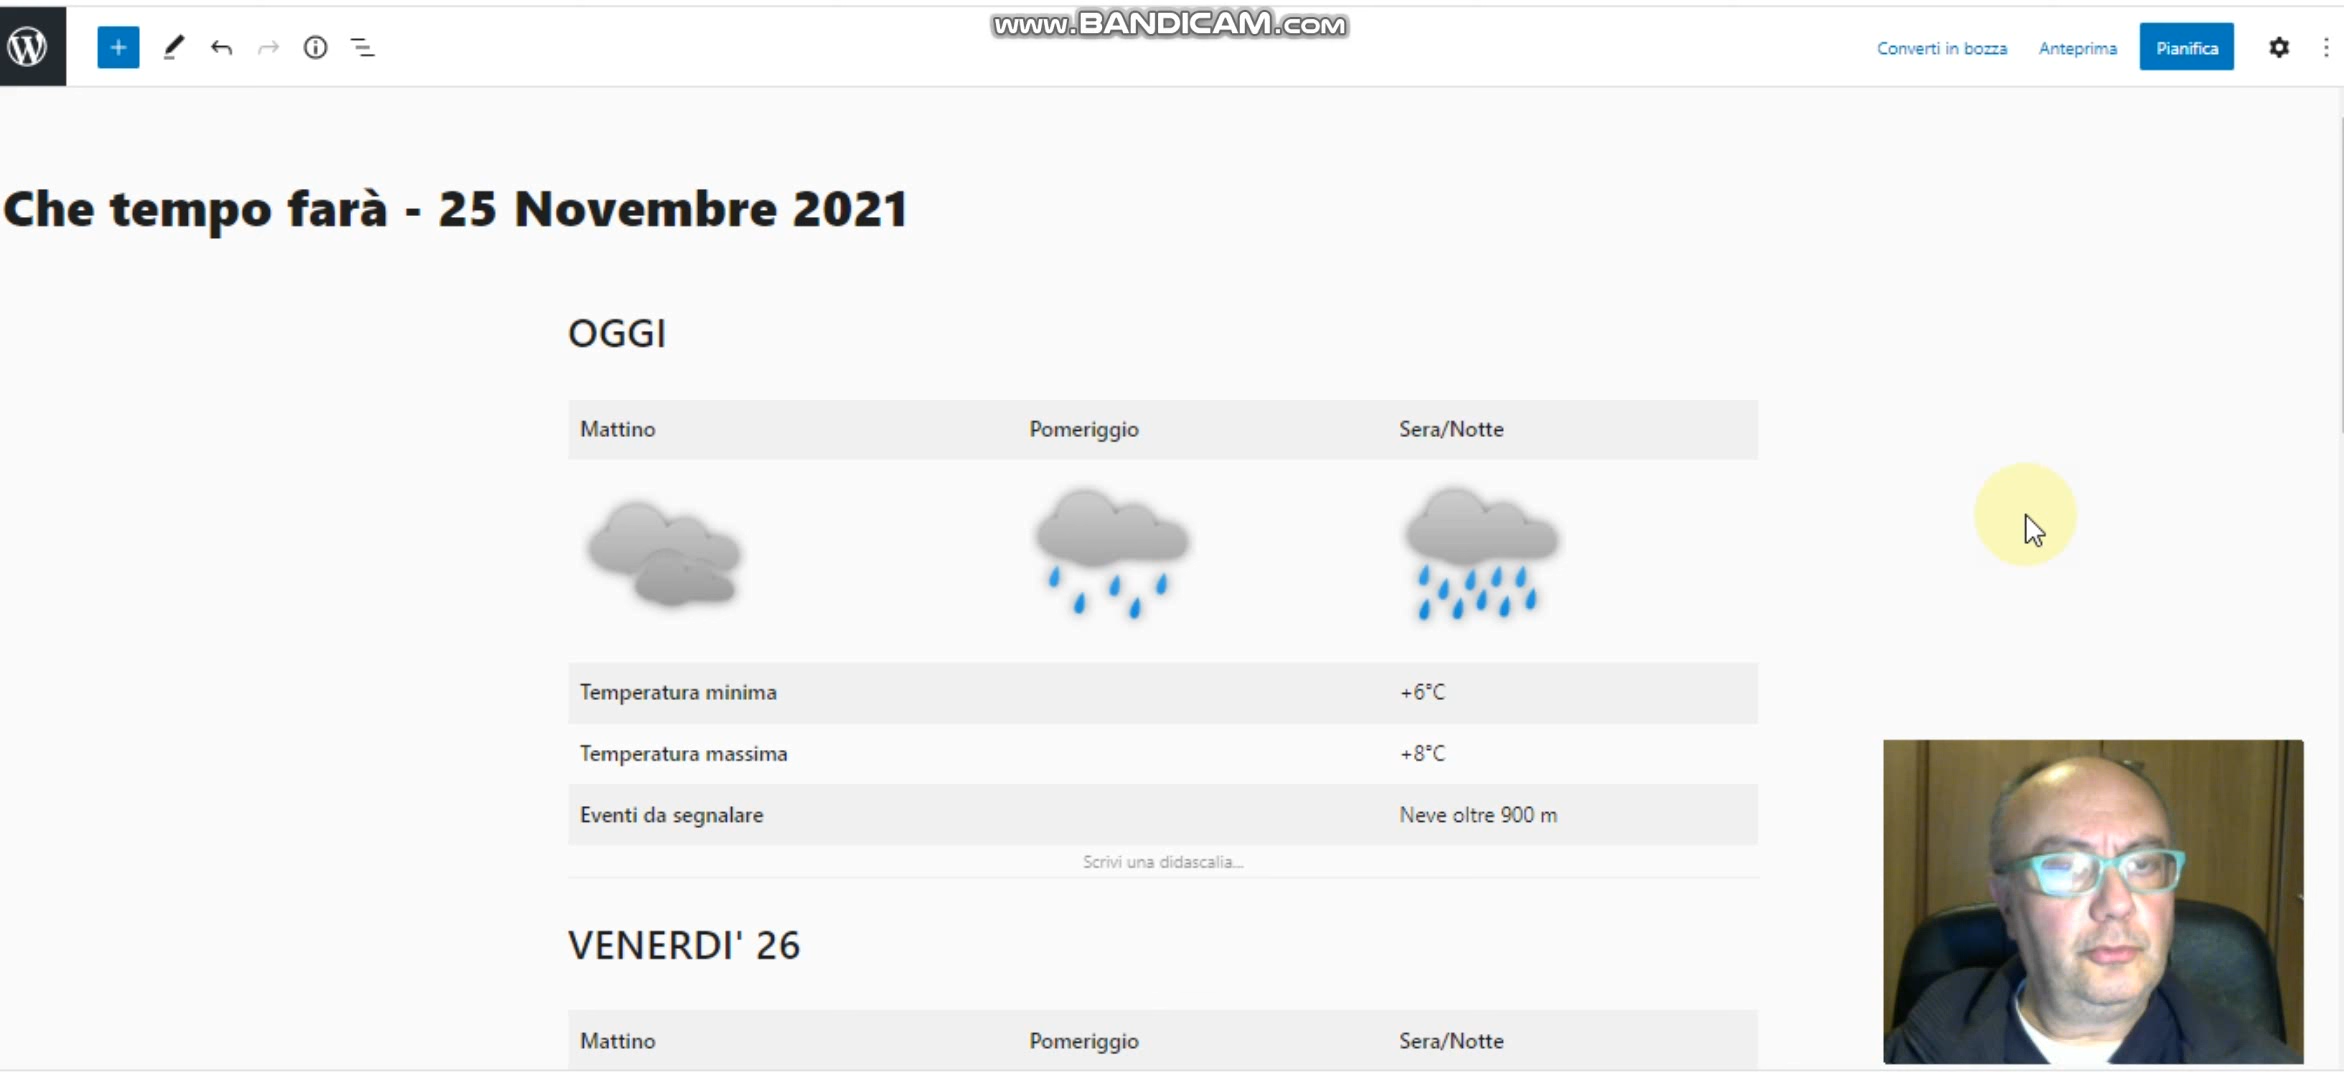 www.BANDICAM.com
Converti in bozza Anteprima Pianifica
Che tempo farà - 25 Novembre 2021
OGGI
Mattino Pomeriggio Sera/Notte
Temperatura minima +6°C
Temperatura massima +8°C
Eventi da segnalare Neve oltre 900 m
Scrivi una didascalia...
VENERDI' 26
Mattino Pomeriggio Sera/Notte